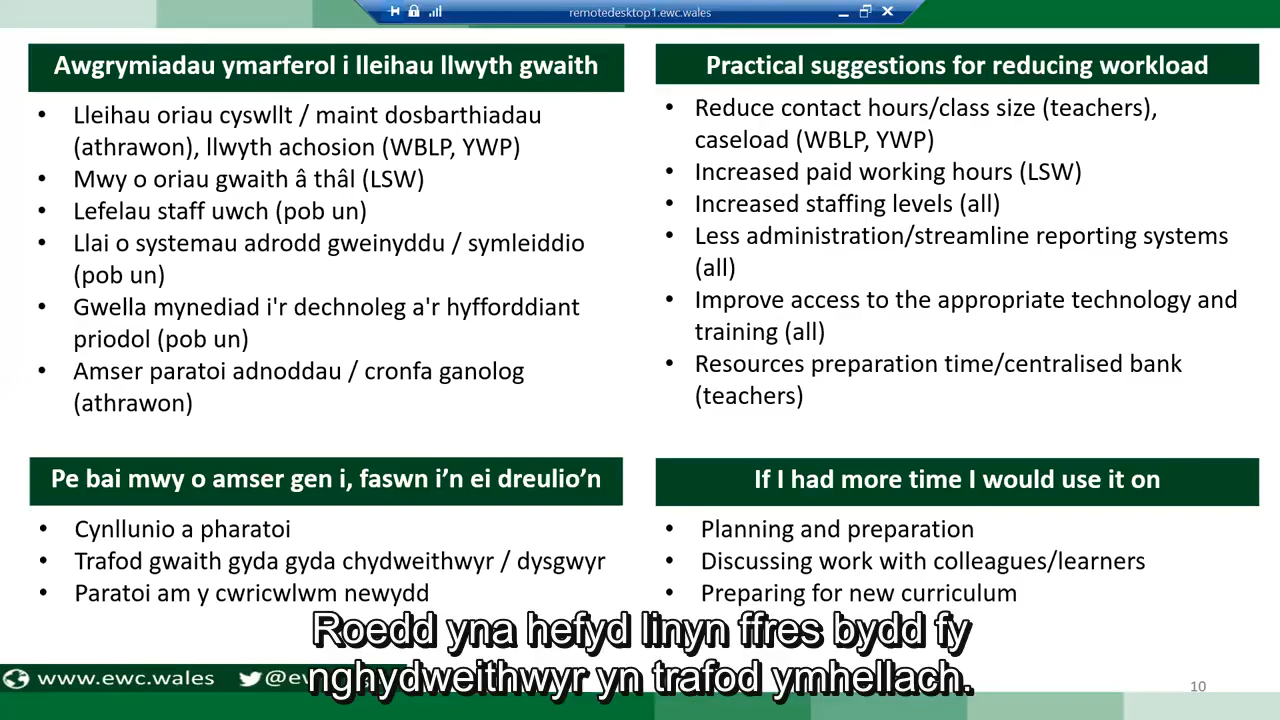 remotedesktop1.ewc.wales
Awgrymiadau ymarferol i lleihau llwyth gwaith
• Lleihau oriau cyswllt / maint dosbarthiadau
(athrawon), llwyth achosion (WBLP, YWP)
• Mwy o oriau gwaith â thâl (LSW)
• Lefelau staff uwch (pob un)
• Llai o systemau adrodd gweinyddu / symleiddio
(pob un)
• Gwella mynediad i'r dechnoleg a'r hyfforddiant
priodol (pob un)
• Amser paratoi adnoddau / cronfa ganolog
(athrawon)
Practical suggestions for reducing workload
• Reduce contact hours/class size (teachers),
caseload (WBLP, YWP)
• Increased paid working hours (LSW)
• Increased staffing levels (all)
• Less administration/streamline reporting systems
(all)
• Improve access to the appropriate technology and
training (all)
• Resources preparation time/centralised bank
(teachers)
Pe bai mwy o amser gen i, faswn i’n ei dreulio’n
• Cynllunio a pharatoi
• Trafod gwaith gyda gyda chydweithwyr / dysgwyr
• Paratoi am y cwricwlwm newydd
If I had more time I would use it on
• Planning and preparation
• Discussing work with colleagues/learners
• Preparing for new curriculum
Roedd yna hefyd linyn ffres bydd fy
nghydweithwyr yn trafod ymhellach.
www.ewc.wales
10